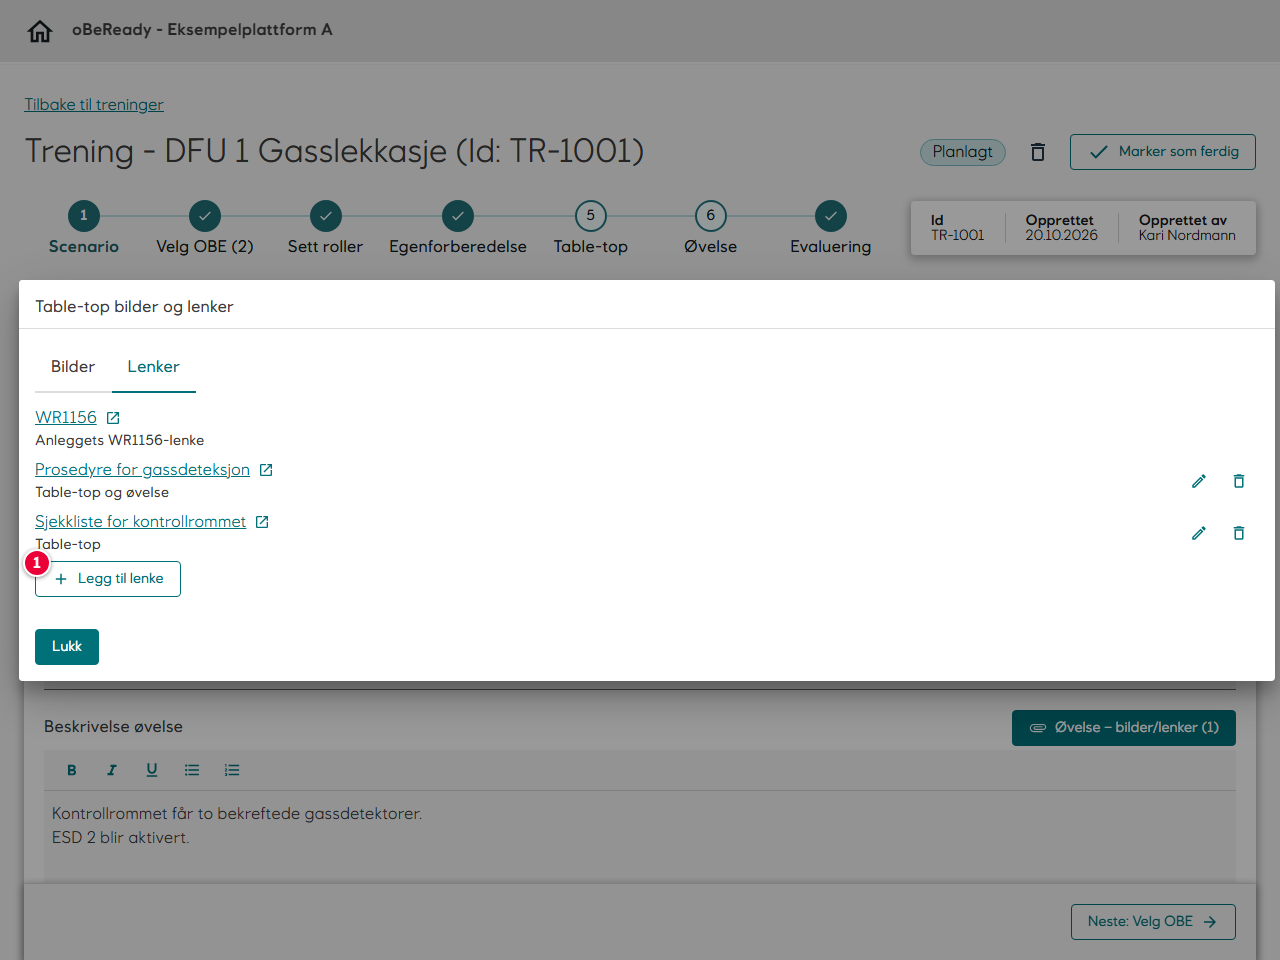 oBeReady - Eksempelplattform A
Tilbake til treninger
Trening - DFU 1 Gasslekkasje (Id: TR-1001)
Planlagt
Marker som ferdig
1
Scenario
Velg OBE (2)
Sett roller
Egenforberedelse
5
Table-top
6
Øvelse
Evaluering
Id
TR-1001
Opprettet
20.10.2026
Opprettet av
Kari Nordmann
Table-top bilder og lenker
Bilder
Lenker
WR1156
Anleggets WR1156-lenke
Prosedyre for gassdeteksjon
Table-top og øvelse
Sjekkliste for kontrollrommet
Table-top
1
+ Legg til lenke
Lukk
Beskrivelse øvelse
Øvelse – bilder/lenker (1)
B I U
Kontrollrommet får to bekreftede gassdetektorer.
ESD 2 blir aktivert.
Neste: Velg OBE →